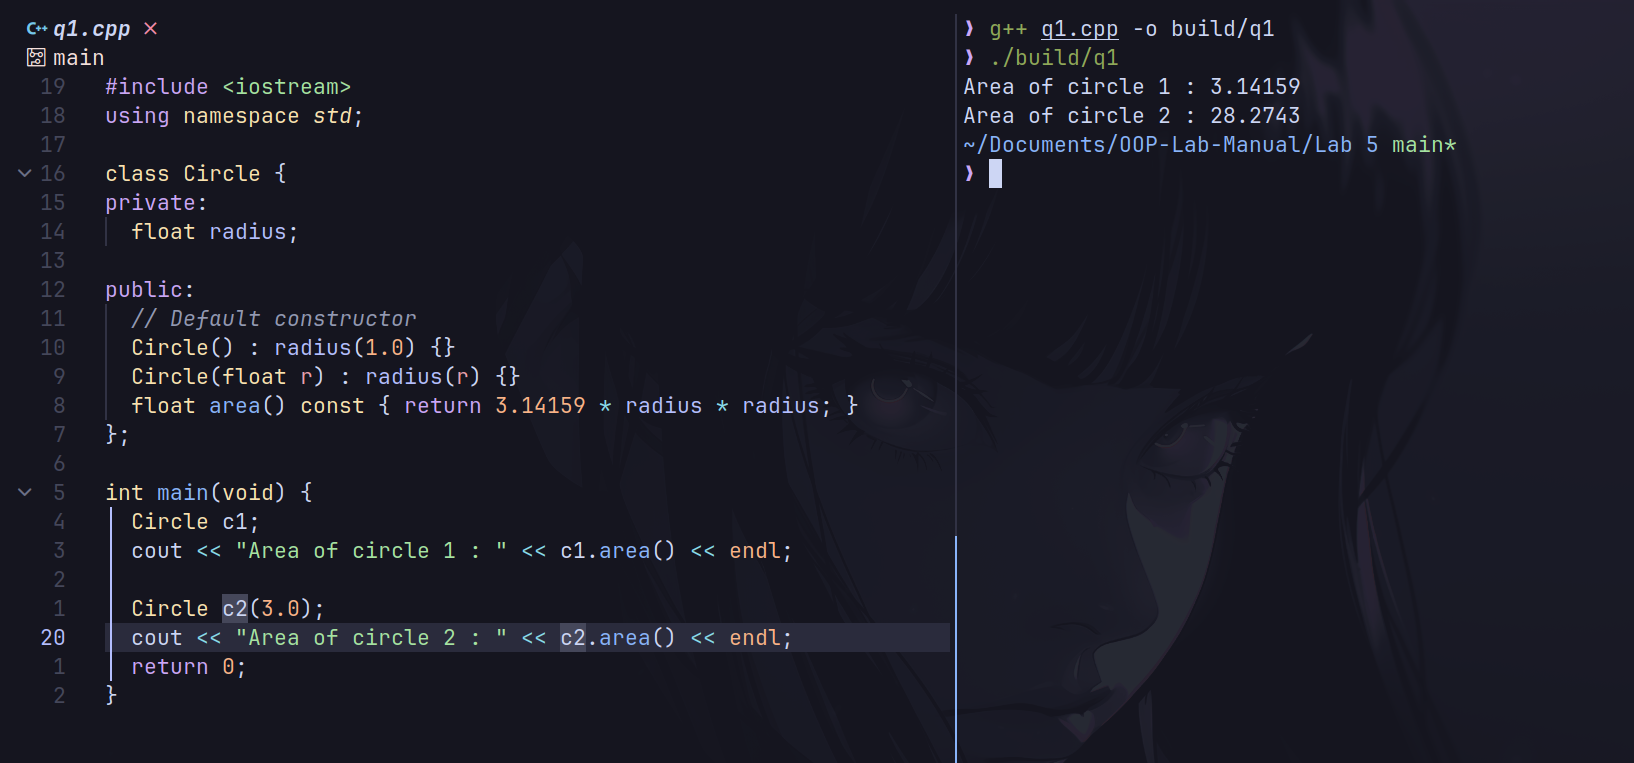 C++ q1.cpp ×
main
19 #include <iostream>
18 using namespace std;
17
16 class Circle {
15 private:
14 float radius;
13
12 public:
11 // Default constructor
10 Circle() : radius(1.0) {}
9 Circle(float r) : radius(r) {}
8 float area() const { return 3.14159 * radius * radius; }
7 };
6
5 int main(void) {
4 Circle c1;
3 cout << "Area of circle 1 : " << c1.area() << endl;
2
1 Circle c2(3.0);
20 cout << "Area of circle 2 : " << c2.area() << endl;
1 return 0;
2 }
❯ g++ q1.cpp -o build/q1
❯ ./build/q1
Area of circle 1 : 3.14159
Area of circle 2 : 28.2743
~/Documents/OOP-Lab-Manual/Lab 5 main*
❯